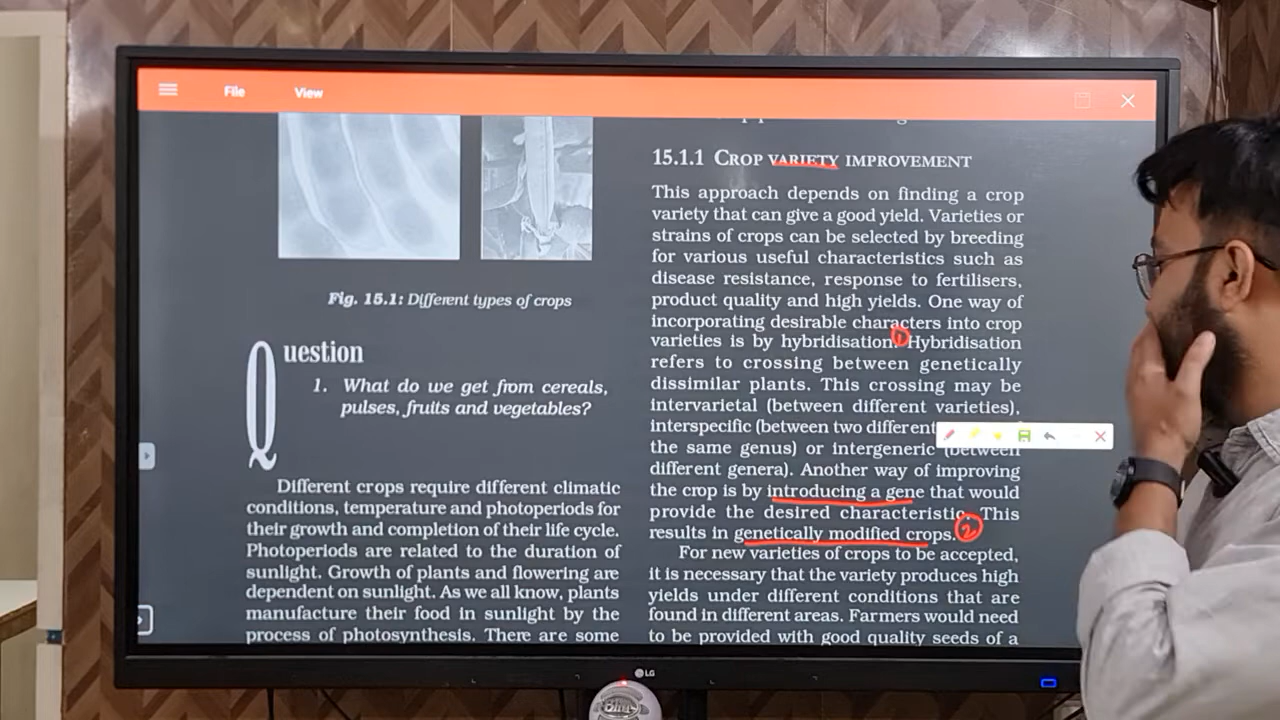 File View
Fig. 15.1: Different types of crops
Question
1. What do we get from cereals,
pulses, fruits and vegetables?
Different crops require different climatic
conditions, temperature and photoperiods for
their growth and completion of their life cycle.
Photoperiods are related to the duration of
sunlight. Growth of plants and flowering are
dependent on sunlight. As we all know, plants
manufacture their food in sunlight by the
process of photosynthesis. There are some
15.1.1 CROP VARIETY IMPROVEMENT
This approach depends on finding a crop
variety that can give a good yield. Varieties or
strains of crops can be selected by breeding
for various useful characteristics such as
disease resistance, response to fertilisers,
product quality and high yields. One way of
incorporating desirable characters into crop
varieties is by hybridisation. 1 Hybridisation
refers to crossing between genetically
dissimilar plants. This crossing may be
intervarietal (between different varieties),
interspecific (between two different
the same genus) or intergeneric (between
different genera). Another way of improving
the crop is by introducing a gene that would
provide the desired characteristic. This
results in genetically modified crops. 2
For new varieties of crops to be accepted,
it is necessary that the variety produces high
yields under different conditions that are
found in different areas. Farmers would need
to be provided with good quality seeds of a
LG
Blue